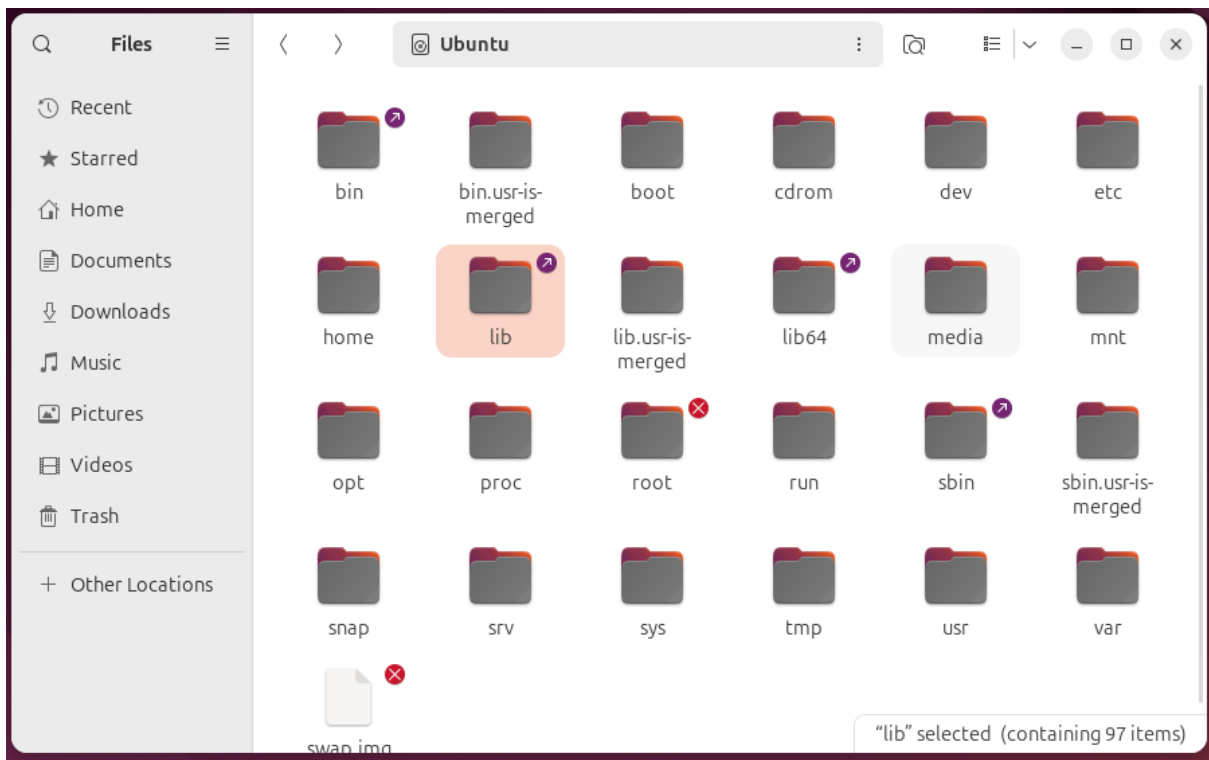 Files
Ubuntu
Recent
Starred
Home
Documents
Downloads
Music
Pictures
Videos
Trash
Other Locations
bin
bin.usr-is-
merged
boot
cdrom
dev
etc
home
lib
lib.usr-is-
merged
lib64
media
mnt
opt
proc
root
run
sbin
sbin.usr-is-
merged
snap
srv
sys
tmp
usr
var
swap.img
“lib” selected (containing 97 items)